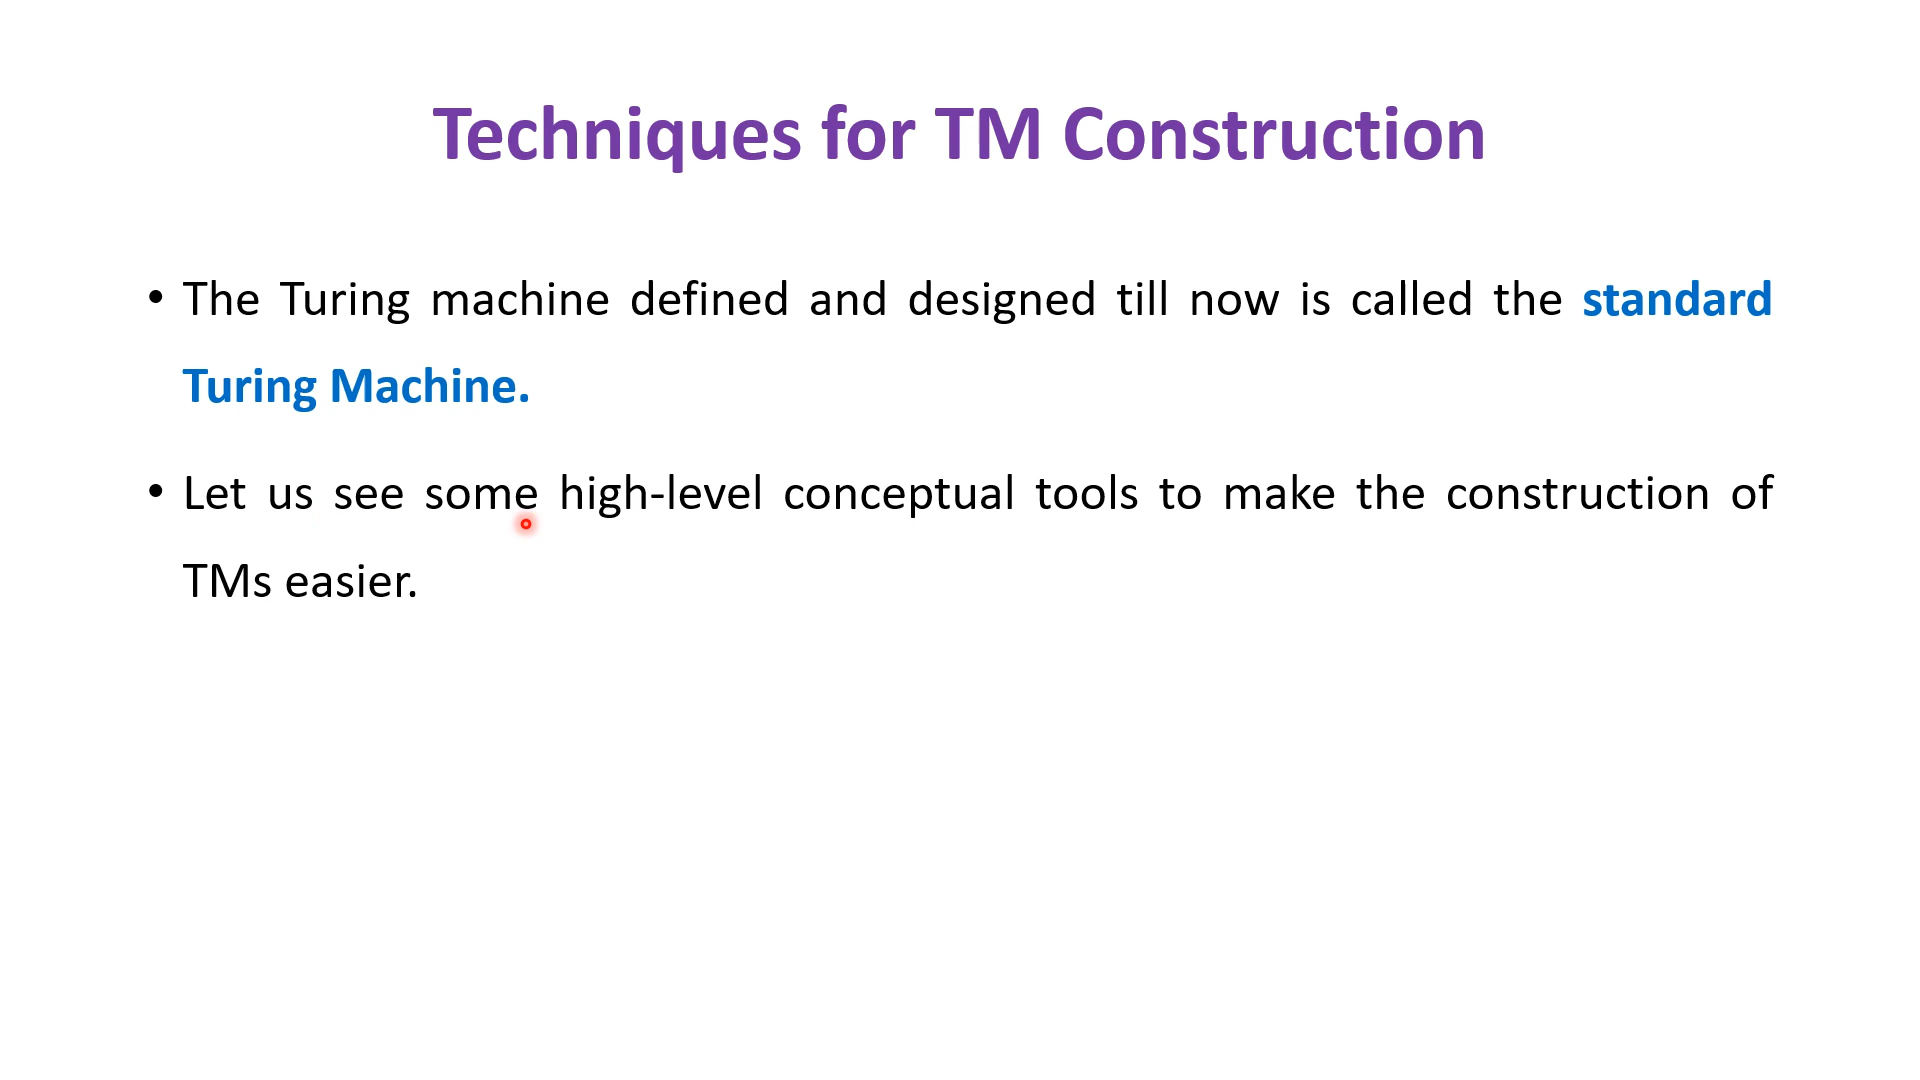 Techniques for TM Construction
• The Turing machine defined and designed till now is called the standard
Turing Machine.
• Let us see some high-level conceptual tools to make the construction of
TMs easier.